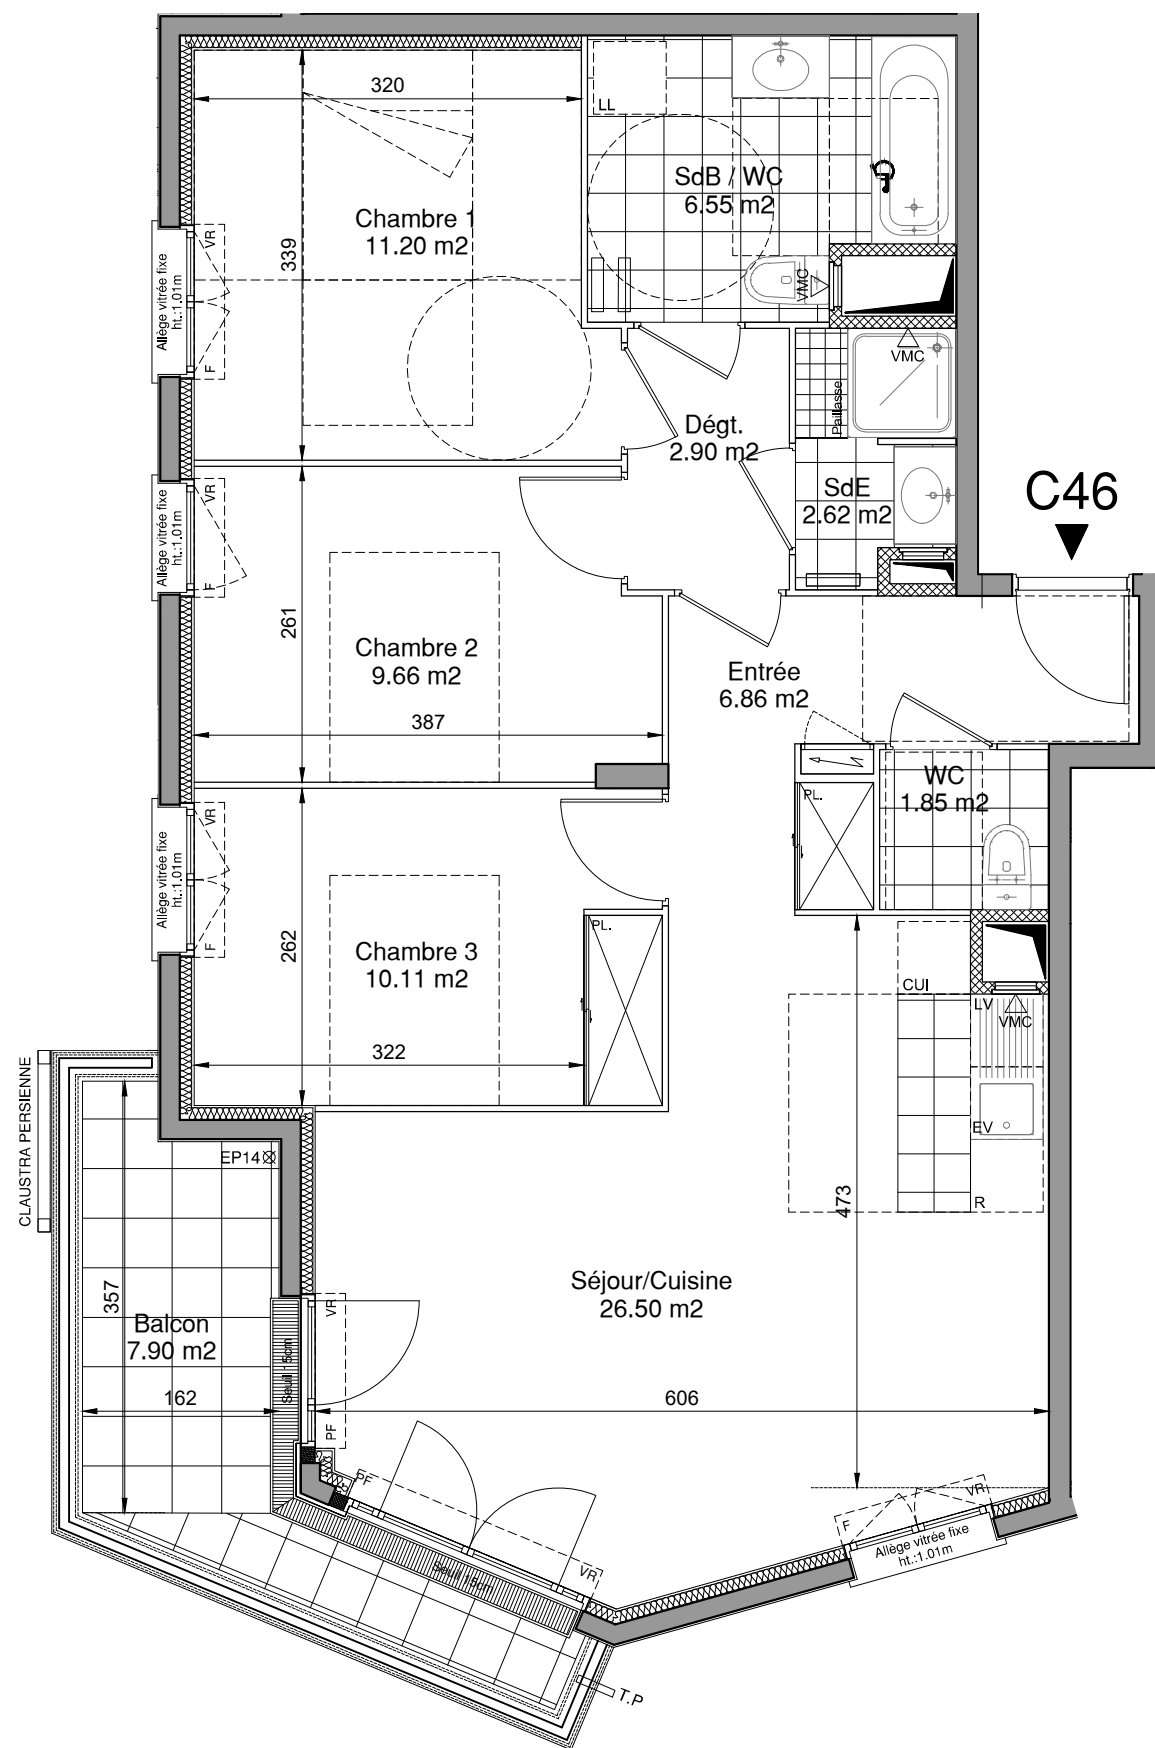 320
LL
SdB / WC
6.55 m2
Chambre 1
11.20 m2
339
VR
Allège vitrée fixe
ht.:1.01m
F
VMC
VMC
Paillasse
Dégt.
2.90 m2
SdE
2.62 m2
C46
VR
Allège vitrée fixe
ht.:1.01m
F
261
Chambre 2
9.66 m2
387
Entrée
6.86 m2
WC
1.85 m2
PL.
VR
Allège vitrée fixe
ht.:1.01m
F
262
Chambre 3
10.11 m2
PL.
322
CUI
LV
VMC
EV
R
473
CLAUSTRA PERSIENNE
EP14
357
Balcon
7.90 m2
162
Seuil 15cm
VR
PF
Séjour/Cuisine
26.50 m2
606
PF
VR
Seuil 15cm
F
VR
Allège vitrée fixe
ht.:1.01m
T.P